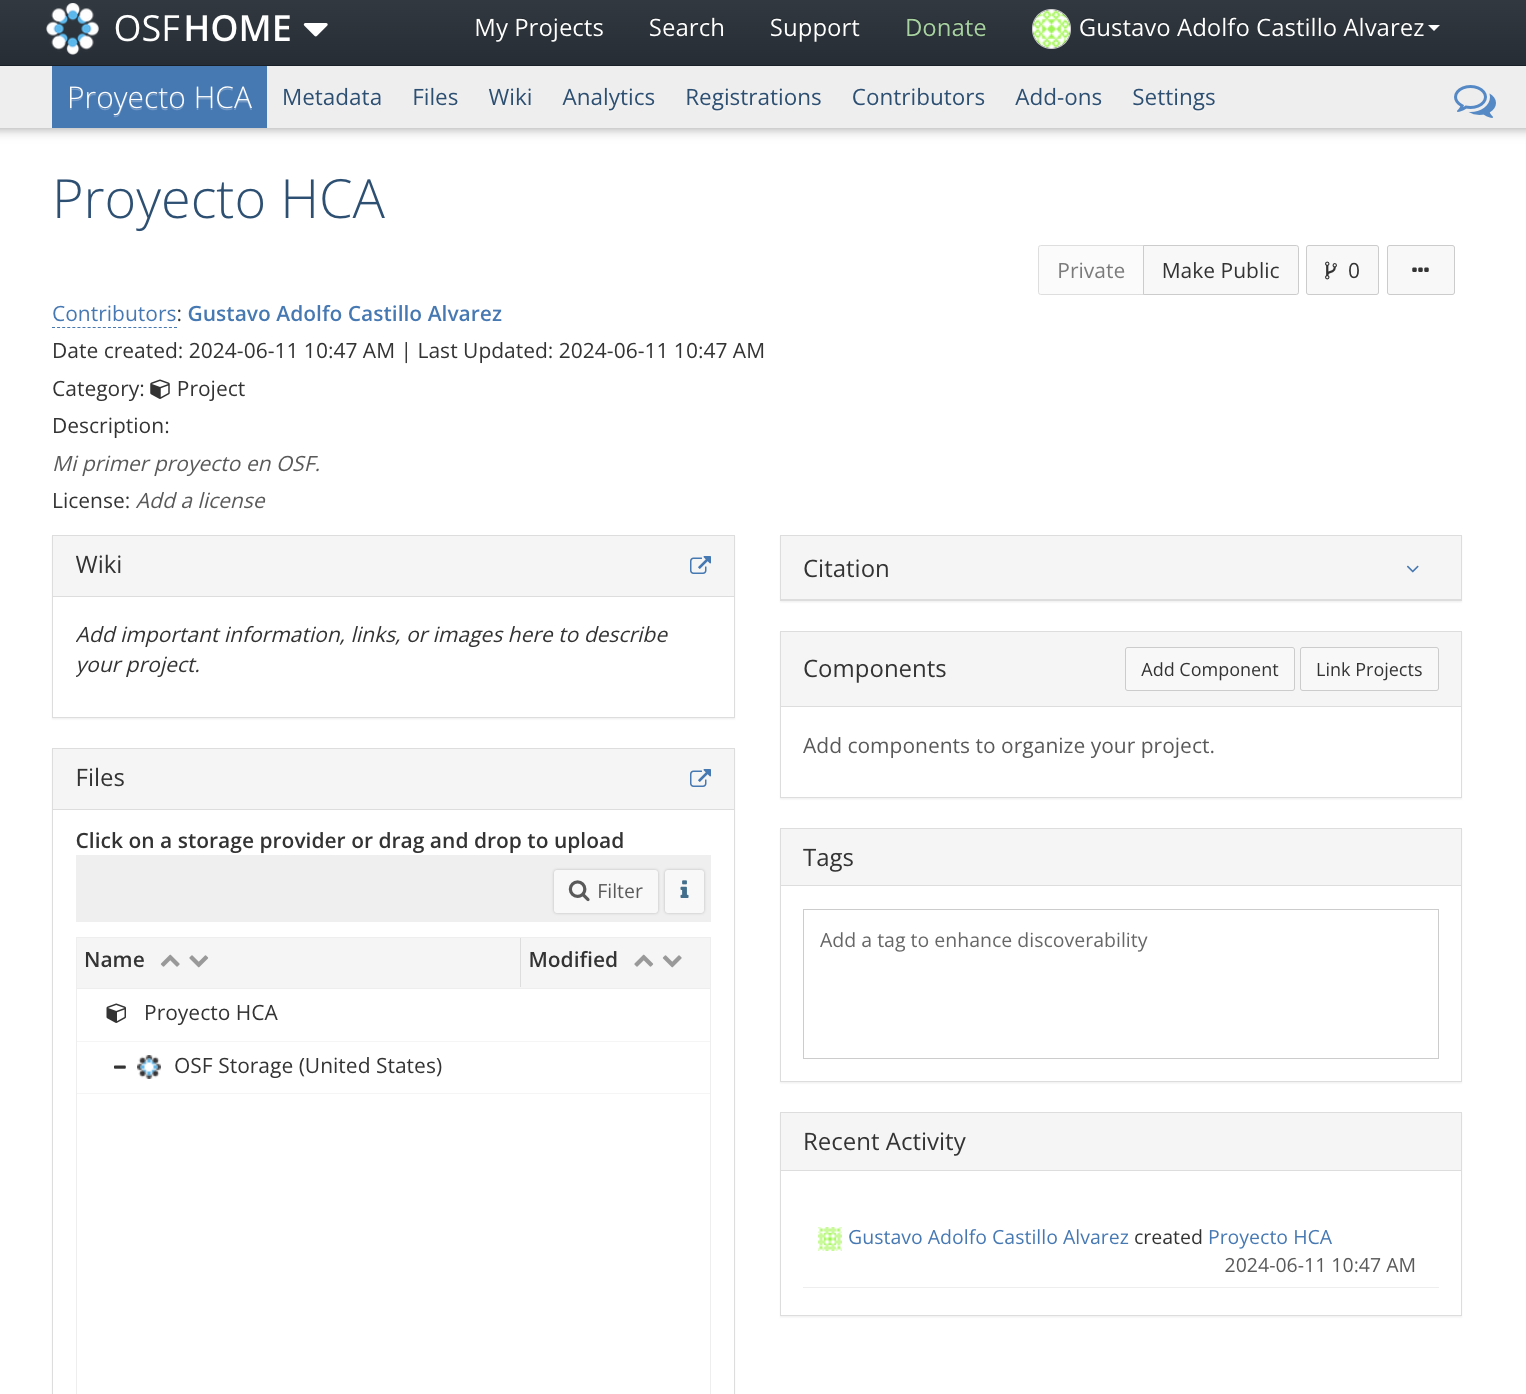 OSFHOME
My Projects
Search
Support
Donate
Gustavo Adolfo Castillo Alvarez
Proyecto HCA
Metadata
Files
Wiki
Analytics
Registrations
Contributors
Add-ons
Settings
Proyecto HCA
Private
Make Public
0
Contributors: Gustavo Adolfo Castillo Alvarez
Date created: 2024-06-11 10:47 AM | Last Updated: 2024-06-11 10:47 AM
Category: Project
Description:
Mi primer proyecto en OSF.
License: Add a license
Wiki
Add important information, links, or images here to describe
your project.
Files
Click on a storage provider or drag and drop to upload
Filter
Name
Modified
Proyecto HCA
OSF Storage (United States)
Citation
Components
Add Component
Link Projects
Add components to organize your project.
Tags
Add a tag to enhance discoverability
Recent Activity
Gustavo Adolfo Castillo Alvarez created Proyecto HCA
2024-06-11 10:47 AM